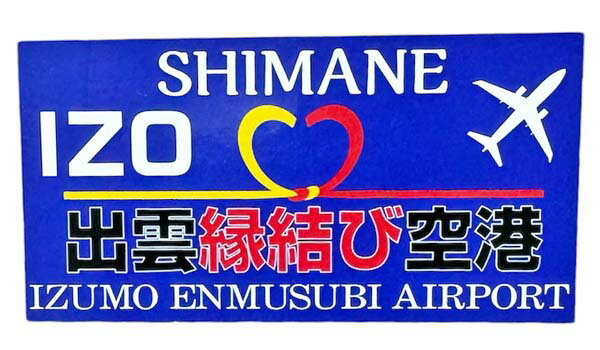 SHIMANE
IZO
出雲縁結び空港
IZUMO ENMUSUBI AIRPORT